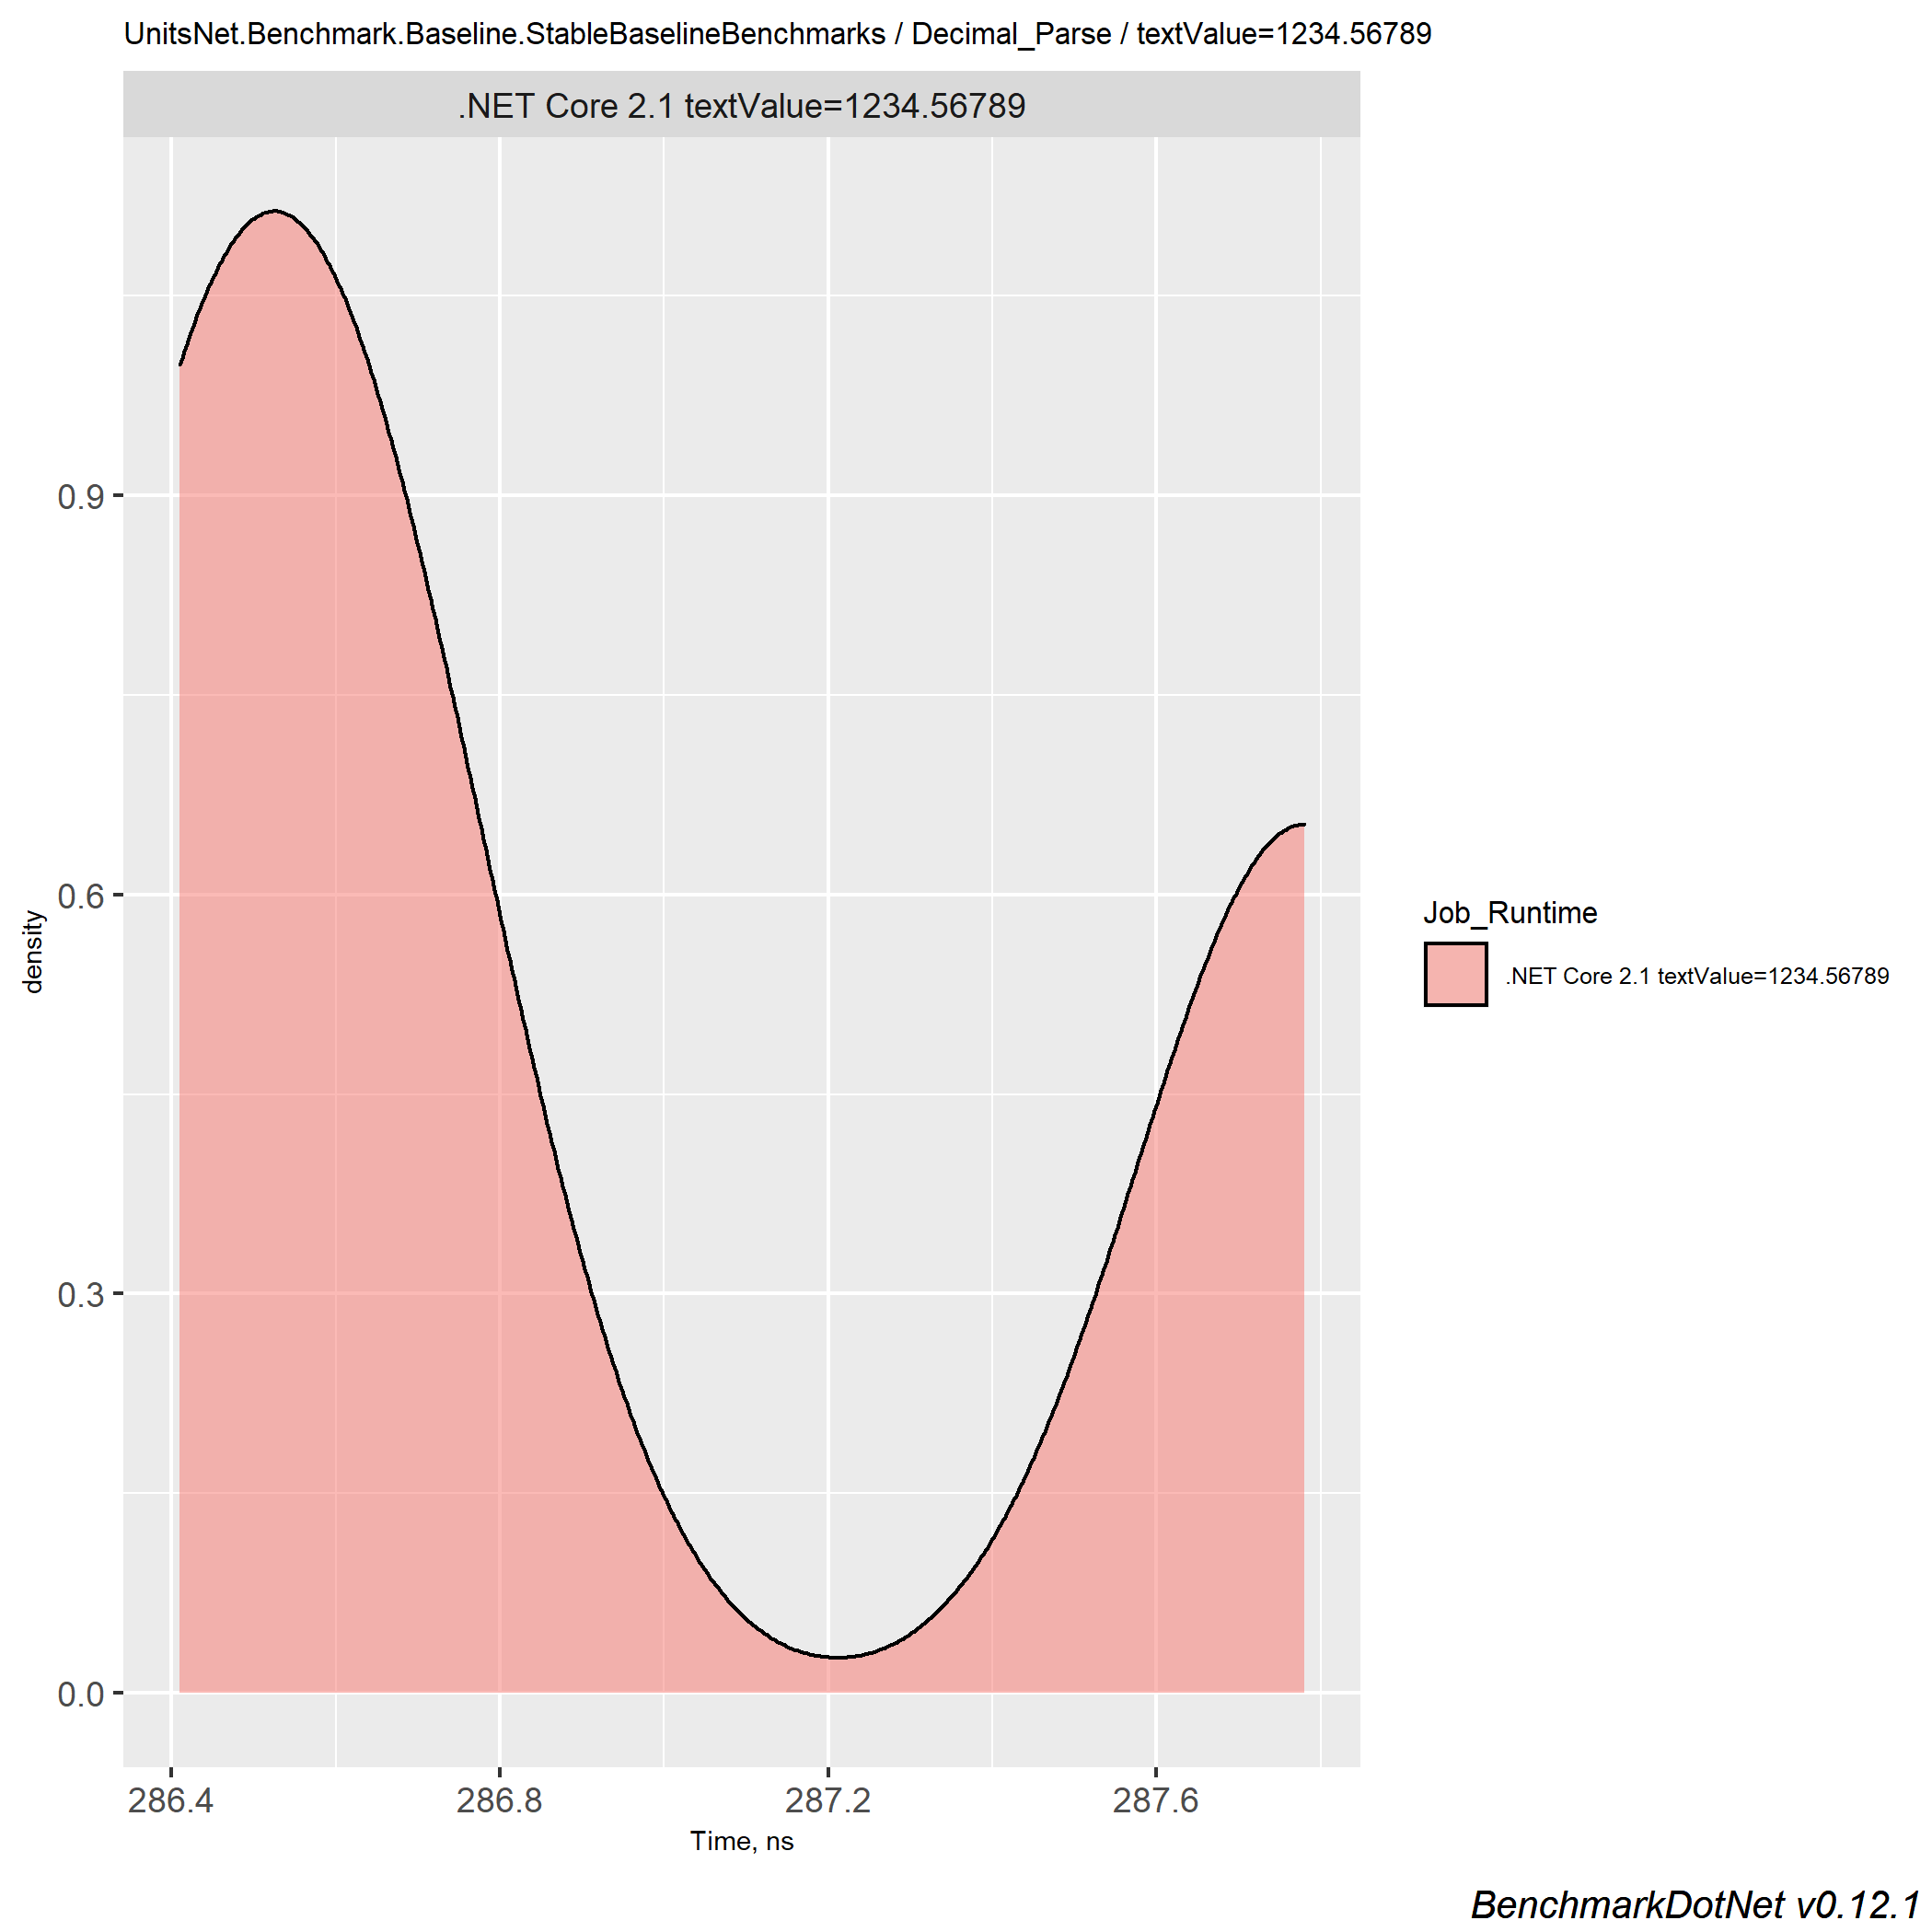 UnitsNet.Benchmark.Baseline.StableBaselineBenchmarks / Decimal_Parse / textValue=1234.56789
.NET Core 2.1 textValue=1234.56789
0.9
0.6
0.3
0.0
density
286.4 286.8 287.2 287.6
Time, ns
Job_Runtime
.NET Core 2.1 textValue=1234.56789
BenchmarkDotNet v0.12.1